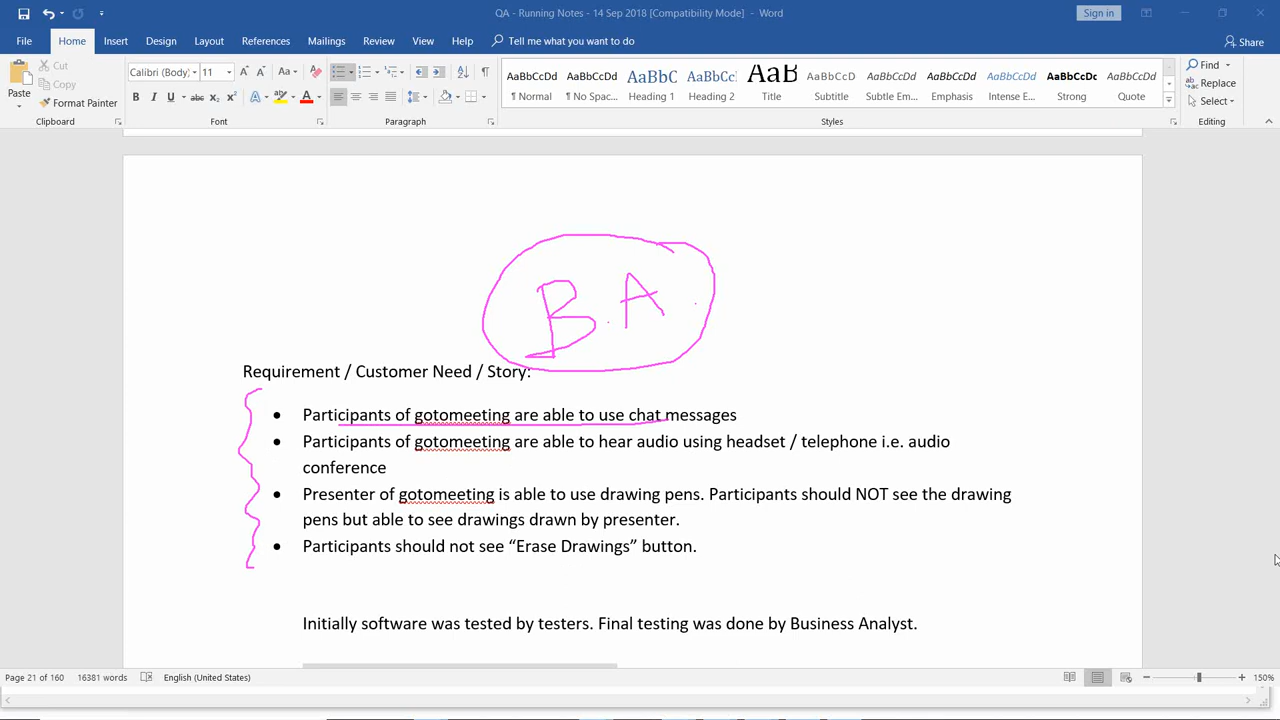 QA - Running Notes - 14 Sep 2018 [Compatibility Mode] - Word
Sign in
File Home Insert Design Layout References Mailings Review View Help Tell me what you want to do Share
Paste
Cut
Copy
Format Painter
Clipboard
Calibri (Body) 11
Font
Paragraph
AaBbCcDd AaBbCcDd AaBbC AaBbCc AaB AaBbCcDd AaBbCcDd AaBbCcDd AaBbCcDd AaBbCcDc AaBbCcDd
¶ Normal ¶ No Spac... Heading 1 Heading 2 Title Subtitle Subtle Em... Emphasis Intense E... Strong Quote
Styles
Find
Replace
Select
Editing
B.A
Requirement / Customer Need / Story:
• Participants of gotomeeting are able to use chat messages
• Participants of gotomeeting are able to hear audio using headset / telephone i.e. audio
conference
• Presenter of gotomeeting is able to use drawing pens. Participants should NOT see the drawing
pens but able to see drawings drawn by presenter.
• Participants should not see “Erase Drawings” button.
Initially software was tested by testers. Final testing was done by Business Analyst.
Page 21 of 160 16381 words English (United States) 150%